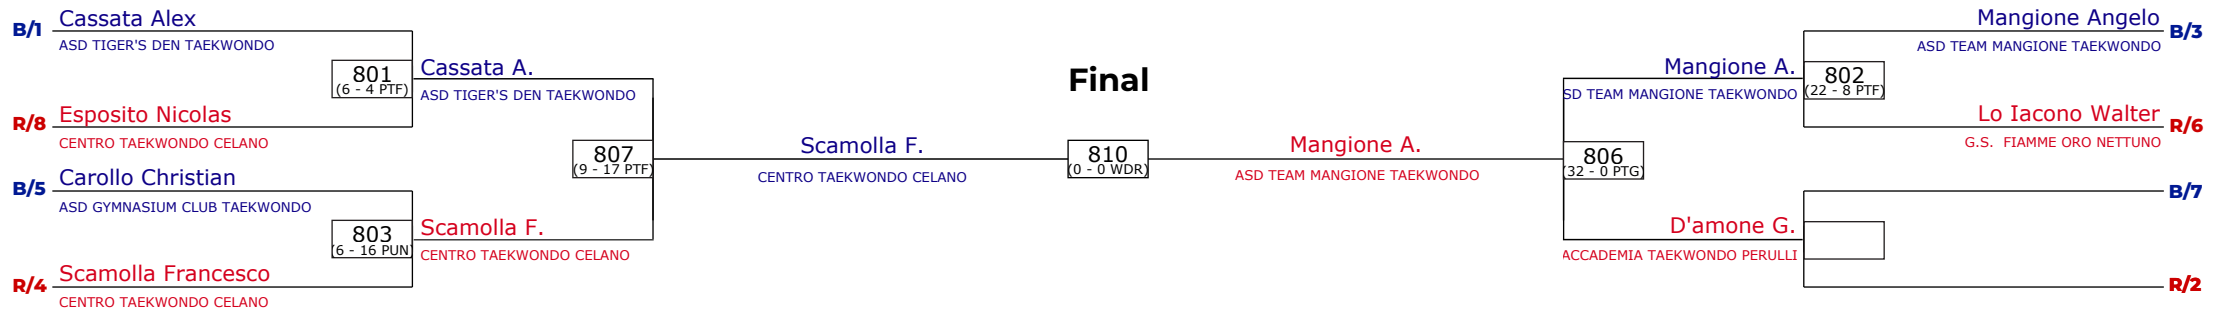 B/1 Cassata Alex
ASD TIGER'S DEN TAEKWONDO
801
(6 - 4 PTF)
R/8 Esposito Nicolas
CENTRO TAEKWONDO CELANO
B/5 Carollo Christian
ASD GYMNASIUM CLUB TAEKWONDO
803
(6 - 16 PUN)
R/4 Scamolla Francesco
CENTRO TAEKWONDO CELANO
Cassata A.
ASD TIGER'S DEN TAEKWONDO
807
(9 - 17 PTF)
Scamolla F.
CENTRO TAEKWONDO CELANO
Final
Scamolla F.
CENTRO TAEKWONDO CELANO
810
(0 - 0 WDR)
Mangione A.
ASD TEAM MANGIONE TAEKWONDO
Mangione A.
SD TEAM MANGIONE TAEKWONDO
806
(32 - 0 PTG)
D'amone G.
ACCADEMIA TAEKWONDO PERULLI
Mangione Angelo B/3
ASD TEAM MANGIONE TAEKWONDO
802
(22 - 8 PTF)
Lo Iacono Walter R/6
G.S. FIAMME ORO NETTUNO
B/7
R/2